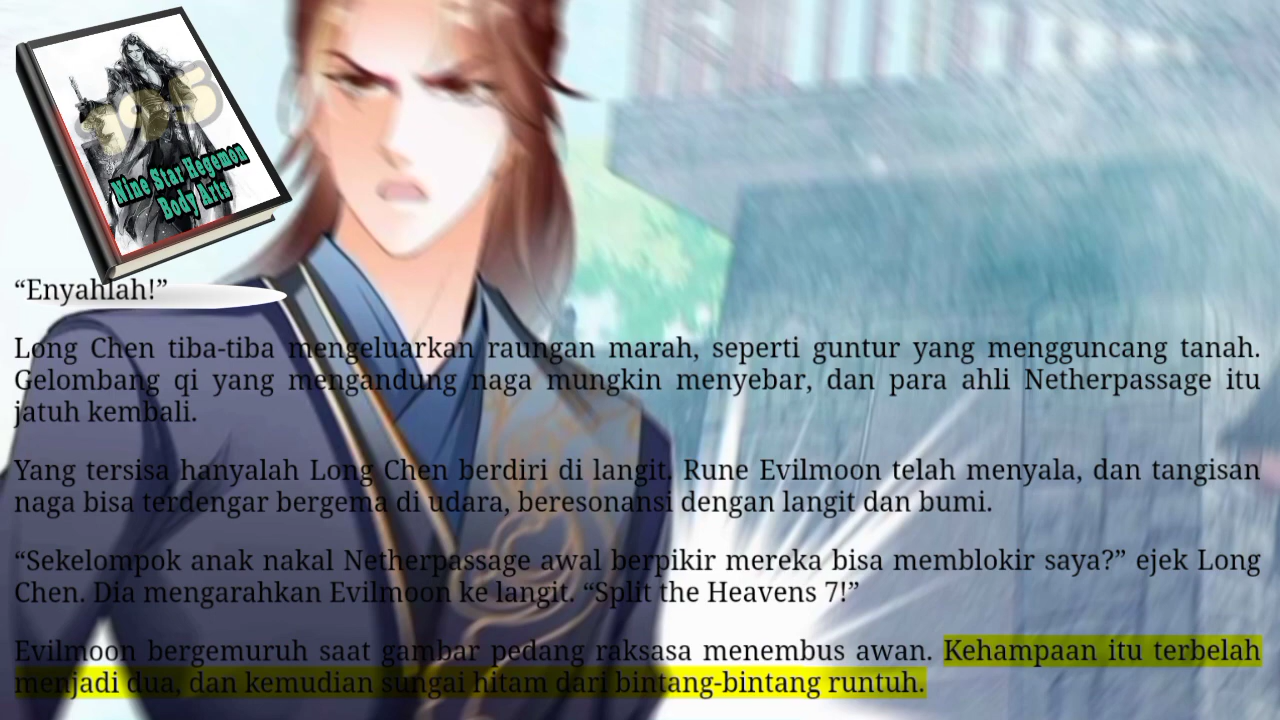 Nine Star Hegemon
Body Arts
“Enyahlah!”
Long Chen tiba-tiba mengeluarkan raungan marah, seperti guntur yang mengguncang tanah.
Gelombang qi yang mengandung naga mungkin menyebar, dan para ahli Netherpassage itu
jatuh kembali.
Yang tersisa hanyalah Long Chen berdiri di langit. Rune Evilmoon telah menyala, dan tangisan
naga bisa terdengar bergema di udara, beresonansi dengan langit dan bumi.
“Sekelompok anak nakal Netherpassage awal berpikir mereka bisa memblokir saya?” ejek Long
Chen. Dia mengarahkan Evilmoon ke langit. “Split the Heavens 7!”
Evilmoon bergemuruh saat gambar pedang raksasa menembus awan. Kehampaan itu terbelah
menjadi dua, dan kemudian sungai hitam dari bintang-bintang runtuh.